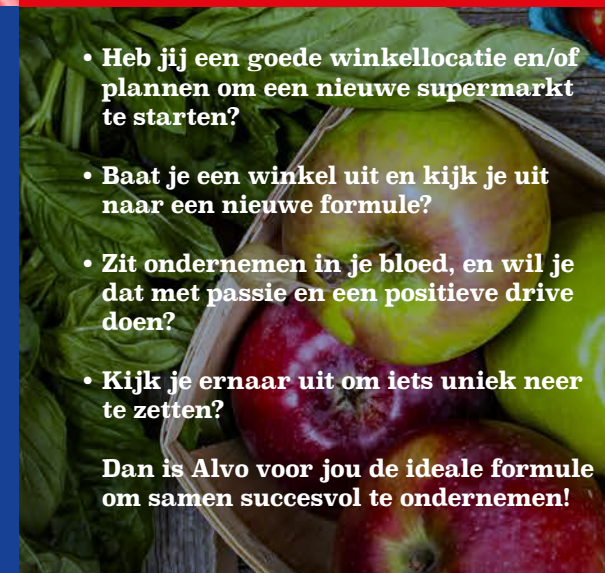 • Heb jij een goede winkellocatie en/of
plannen om een nieuwe supermarkt
te starten?
• Baat je een winkel uit en kijk je uit
naar een nieuwe formule?
• Zit ondernemen in je bloed, en wil je
dat met passie en een positieve drive
doen?
• Kijk je ernaar uit om iets uniek neer
te zetten?
Dan is Alvo voor jou de ideale formule
om samen succesvol te ondernemen!